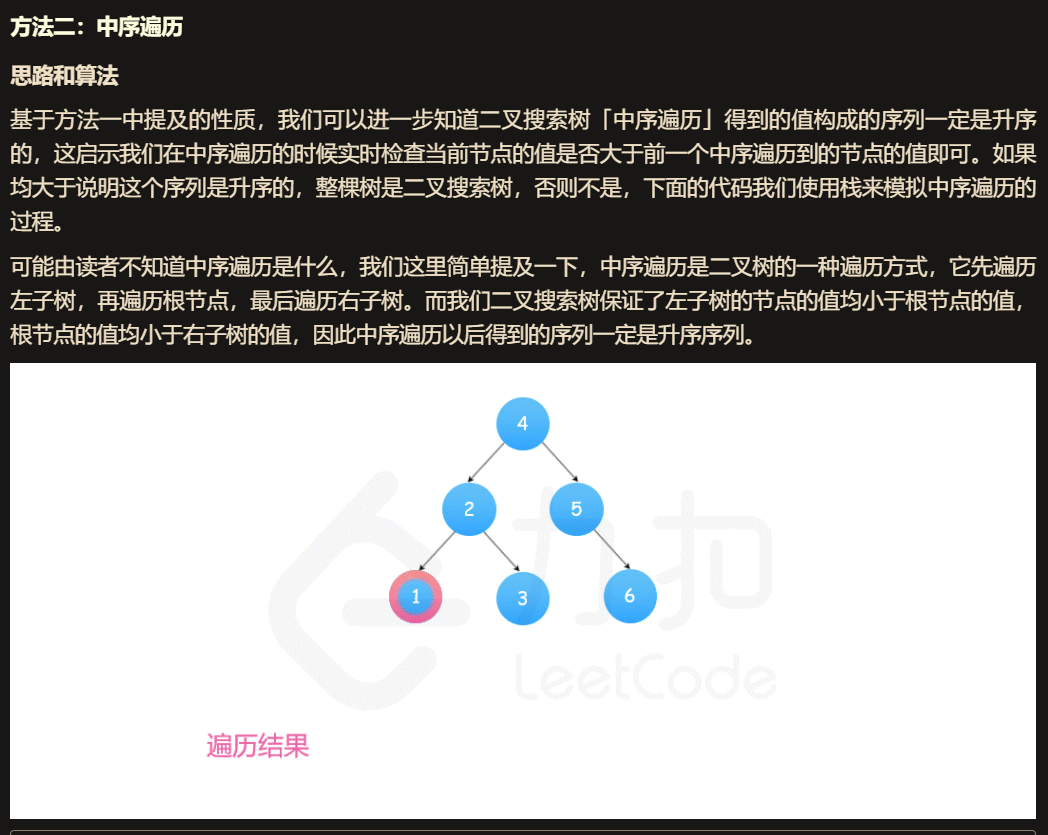 方法二：中序遍历
思路和算法
基于方法一中提及的性质，我们可以进一步知道二叉搜索树「中序遍历」得到的值构成的序列一定是升序
的，这启示我们在中序遍历的时候实时检查当前节点的值是否大于前一个中序遍历到的节点的值即可。如果
均大于说明这个序列是升序的，整棵树是二叉搜索树，否则不是，下面的代码我们使用栈来模拟中序遍历的
过程。
可能由读者不知道中序遍历是什么，我们这里简单提及一下，中序遍历是二叉树的一种遍历方式，它先遍历
左子树，再遍历根节点，最后遍历右子树。而我们二叉搜索树保证了左子树的节点的值均小于根节点的值，
根节点的值均小于右子树的值，因此中序遍历以后得到的序列一定是升序序列。
4
2 5
1 3 6
力扣
LeetCode
遍历结果